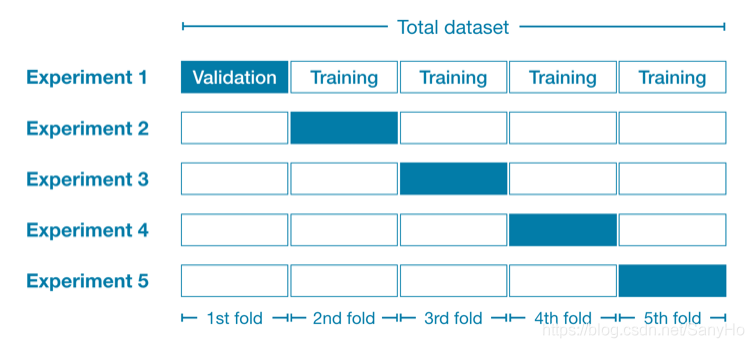 Total dataset
Experiment 1 Validation Training Training Training Training
Experiment 2
Experiment 3
Experiment 4
Experiment 5
1st fold 2nd fold 3rd fold 4th fold 5th fold
https://blog.csdn.net/SanyHo